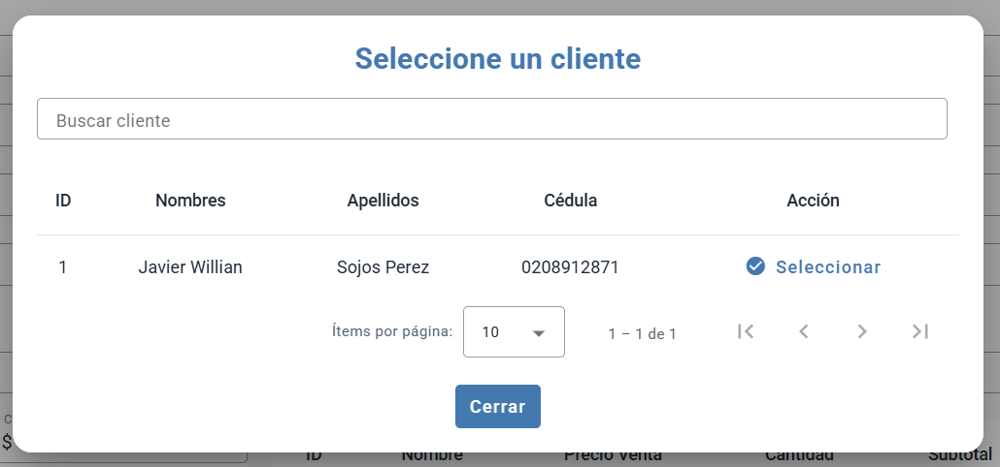 Seleccione un cliente
Buscar cliente
ID Nombres Apellidos Cédula Acción
1 Javier Willian Sojos Perez 0208912871 Seleccionar
Ítems por página: 10 1 – 1 de 1
Cerrar
C
$
ID Nombre Precio Venta Cantidad Subtotal